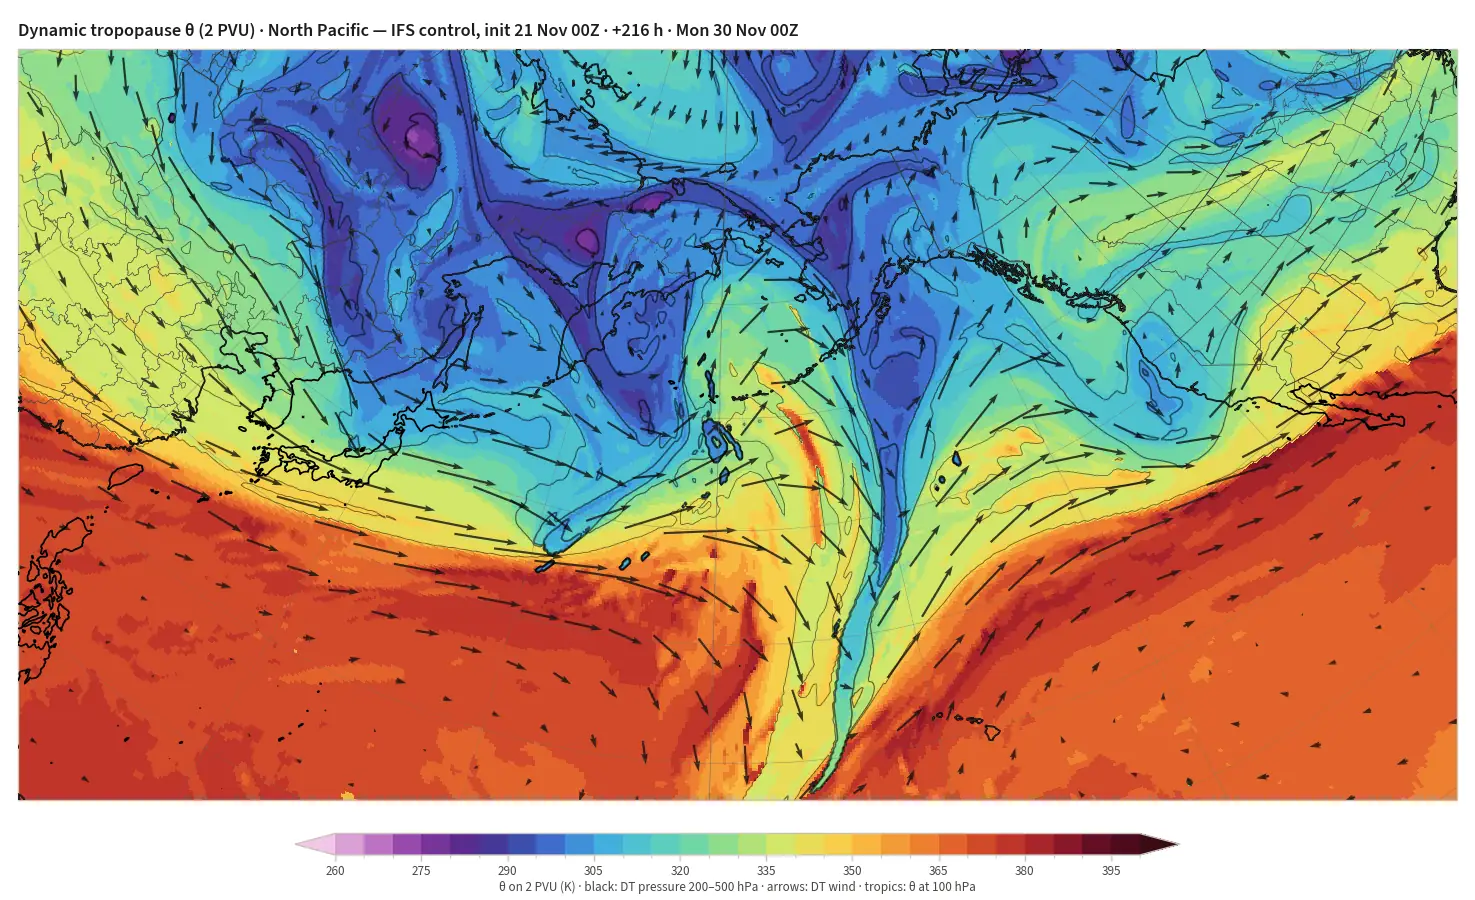 Dynamic tropopause θ (2 PVU) · North Pacific — IFS control, init 21 Nov 00Z · +216 h · Mon 30 Nov 00Z
260 275 290 305 320 335 350 365 380 395
θ on 2 PVU (K) · black: DT pressure 200–500 hPa · arrows: DT wind · tropics: θ at 100 hPa